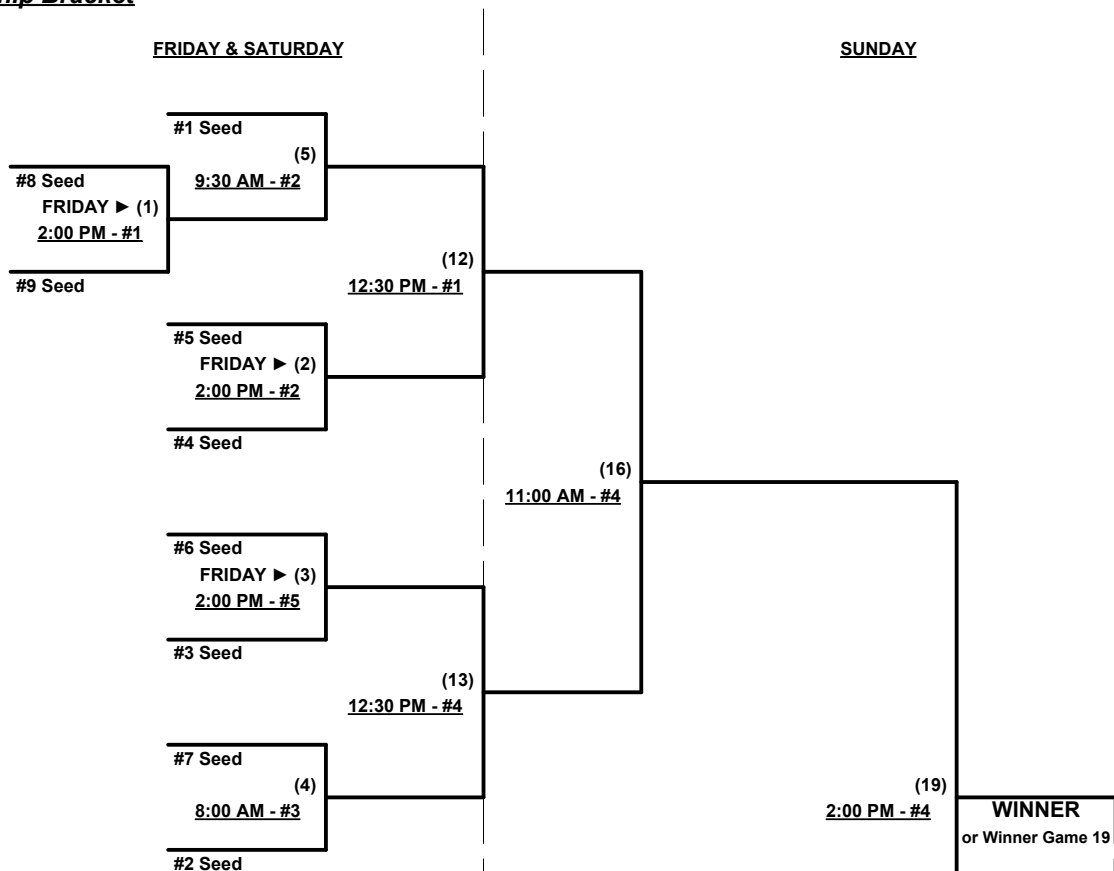 FRIDAY & SATURDAY
SUNDAY
#1 Seed
(5)
9:30 AM - #2
#8 Seed
FRIDAY ► (1)
2:00 PM - #1
#9 Seed
(12)
12:30 PM - #1
#5 Seed
FRIDAY ► (2)
2:00 PM - #2
#4 Seed
(16)
11:00 AM - #4
#6 Seed
FRIDAY ► (3)
2:00 PM - #5
#3 Seed
(13)
12:30 PM - #4
#7 Seed
(4)
8:00 AM - #3
#2 Seed
(19)
2:00 PM - #4
WINNER
or Winner Game 19